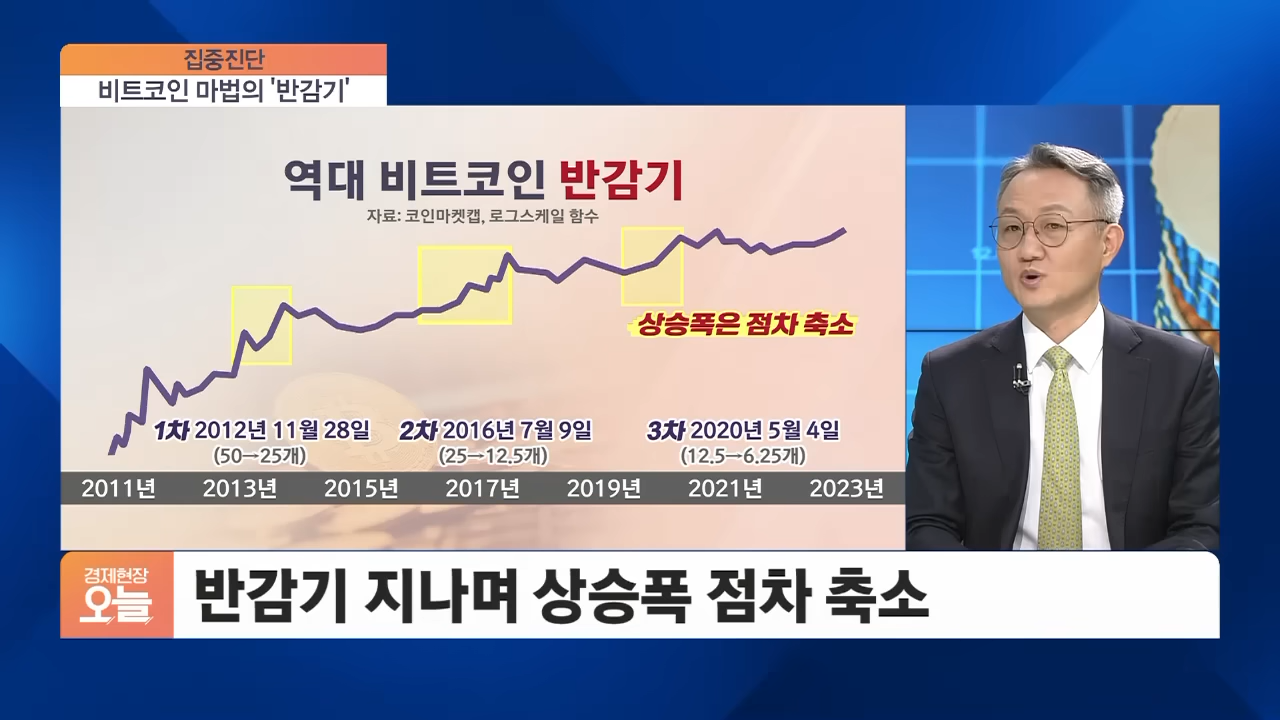 집중진단
비트코인 마법의 '반감기'
역대 비트코인 반감기
자료: 코인마켓캡, 로그스케일 함수
상승폭은 점차 축소
1차 2012년 11월 28일
(50→25개)
2차 2016년 7월 9일
(25→12.5개)
3차 2020년 5월 4일
(12.5→6.25개)
2011년 2013년 2015년 2017년 2019년 2021년 2023년
경제현장
오늘
반감기 지나며 상승폭 점차 축소